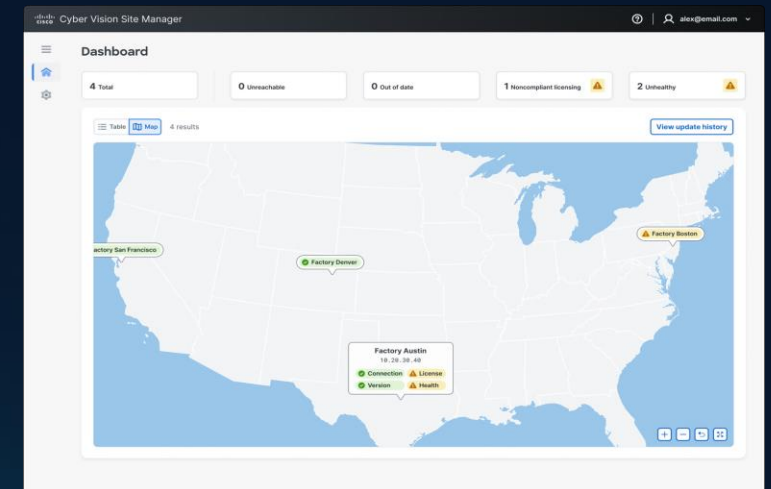 cisco Cyber Vision Site Manager
alex@email.com
Dashboard
4 Total
0 Unreachable
0 Out of date
1 Noncompliant licensing
2 Unhealthy
Table Map 4 results
View update history
Factory Boston
actory San Francisco
Factory Denver
Factory Austin
10.20.30.40
Connection License
Version Health